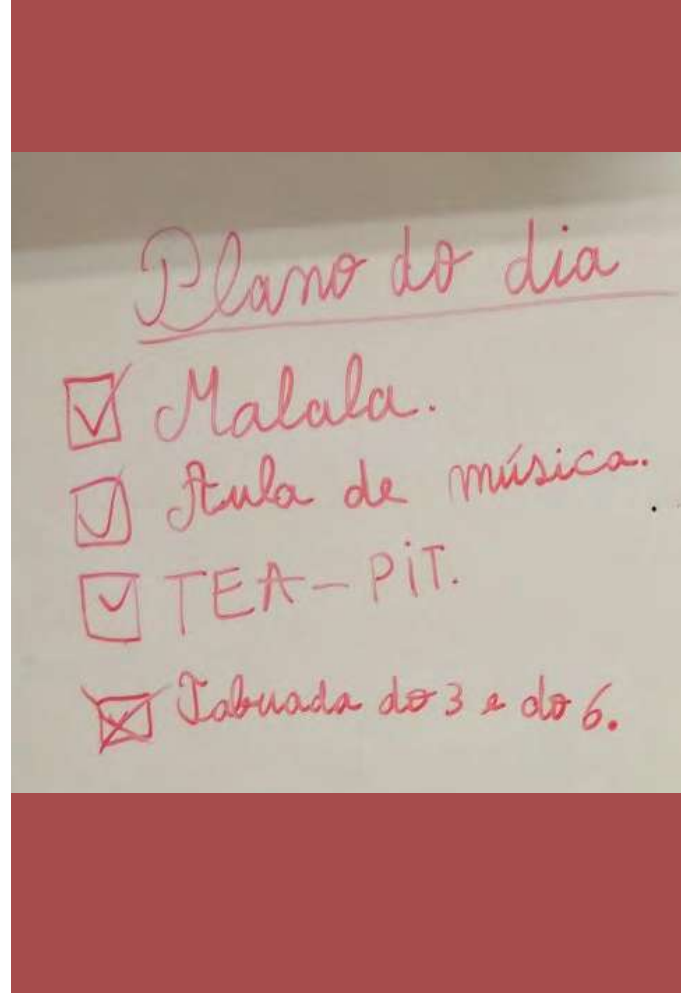 Plano do dia
Malala.
Aula de música.
TEA-PiT.
Tabuada do 3 e do 6.